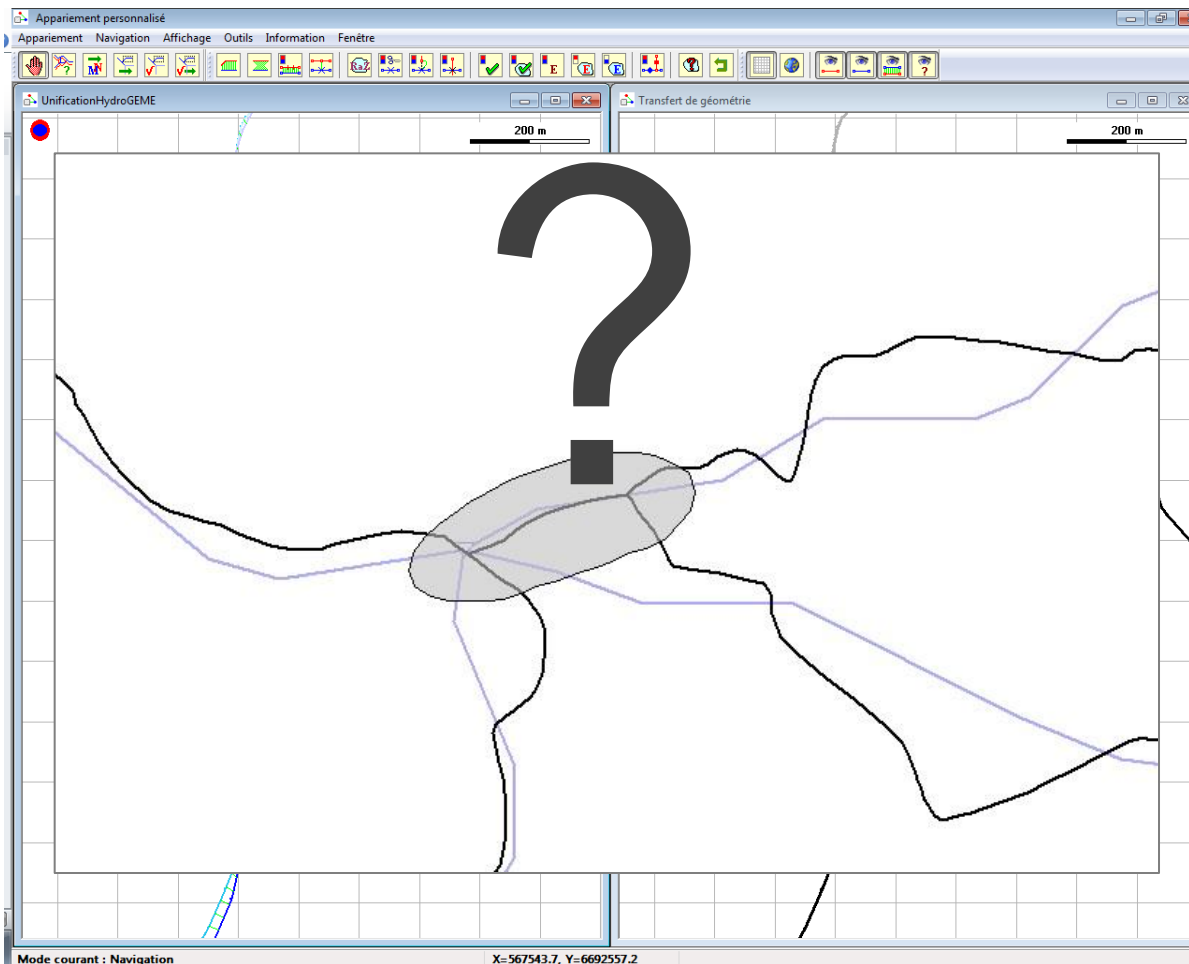 Appariement personnalisé
Appariement Navigation Affichage Outils Information Fenêtre
UnificationHydroGEME
Transfert de géométrie
200 m
200 m
?
Mode courant : Navigation
X=567543.7, Y=6692557.2